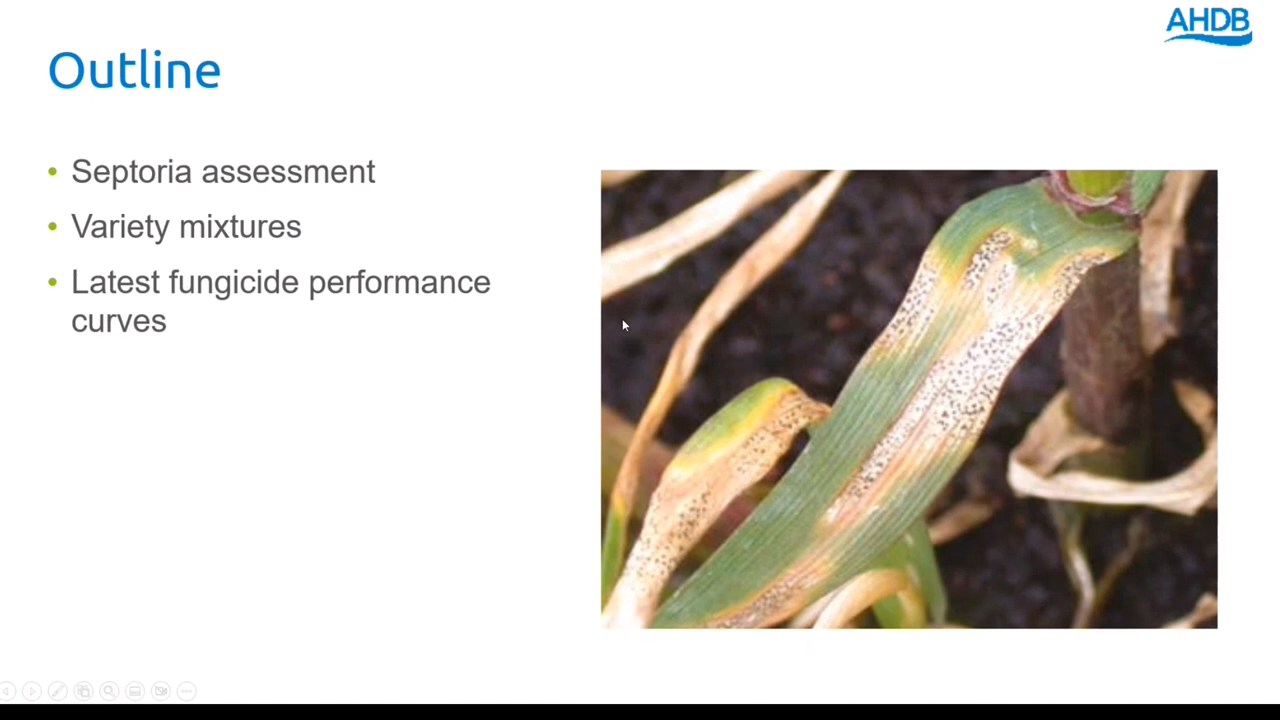 AHDB
Outline
• Septoria assessment
• Variety mixtures
• Latest fungicide performance
curves